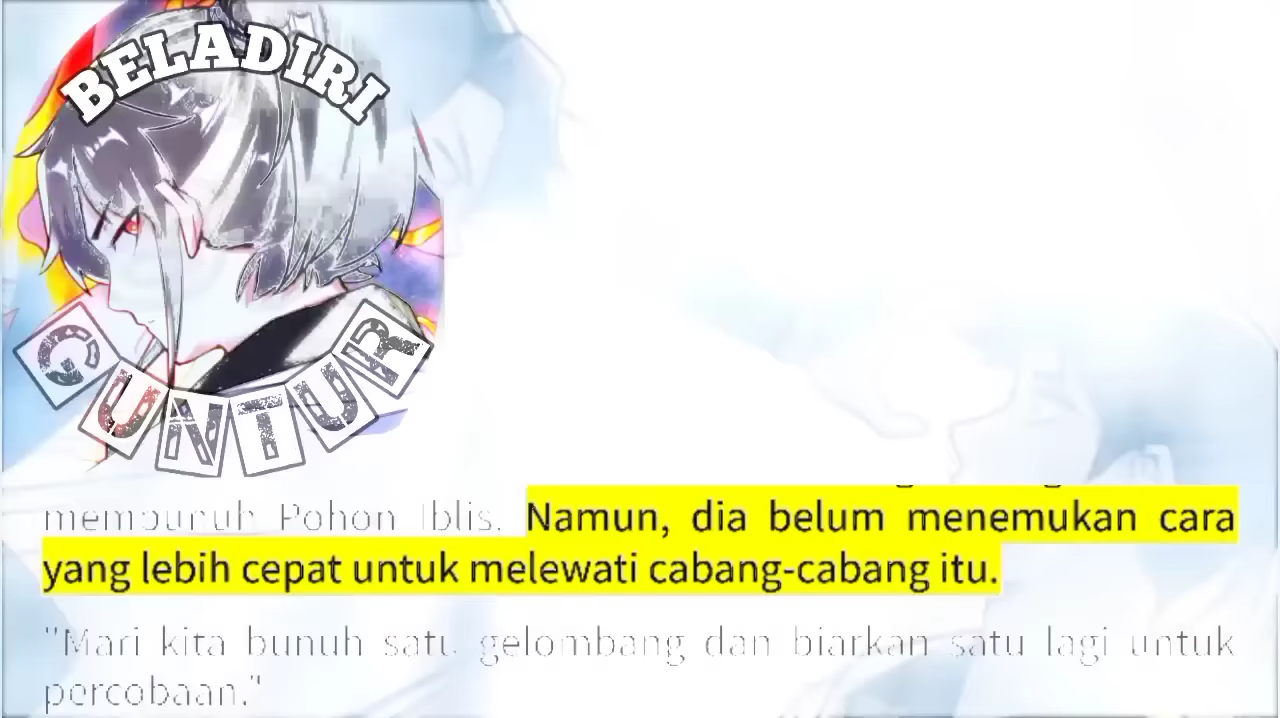 BELADIRI
GUNTUR
membunuh Pohon Iblis. Namun, dia belum menemukan cara
yang lebih cepat untuk melewati cabang-cabang itu.
"Mari kita bunuh satu gelombang dan biarkan satu lagi untuk
percobaan."